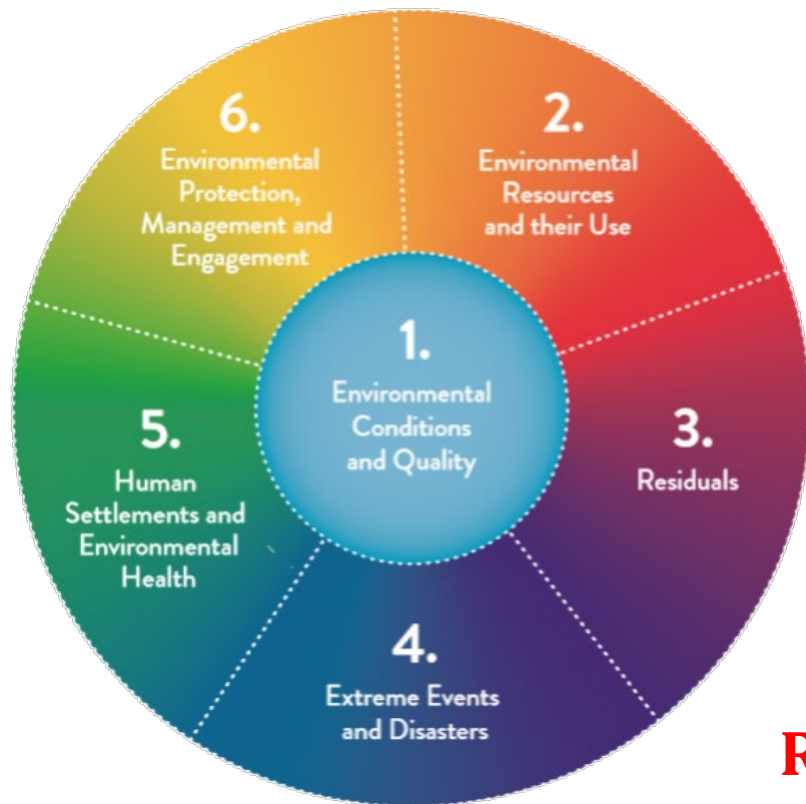 1.
Environmental
Conditions
and Quality
2.
Environmental
Resources
and their Use
3.
Residuals
4.
Extreme Events
and Disasters
5.
Human
Settlements and
Environmental
Health
6.
Environmental
Protection,
Management and
Engagement
R